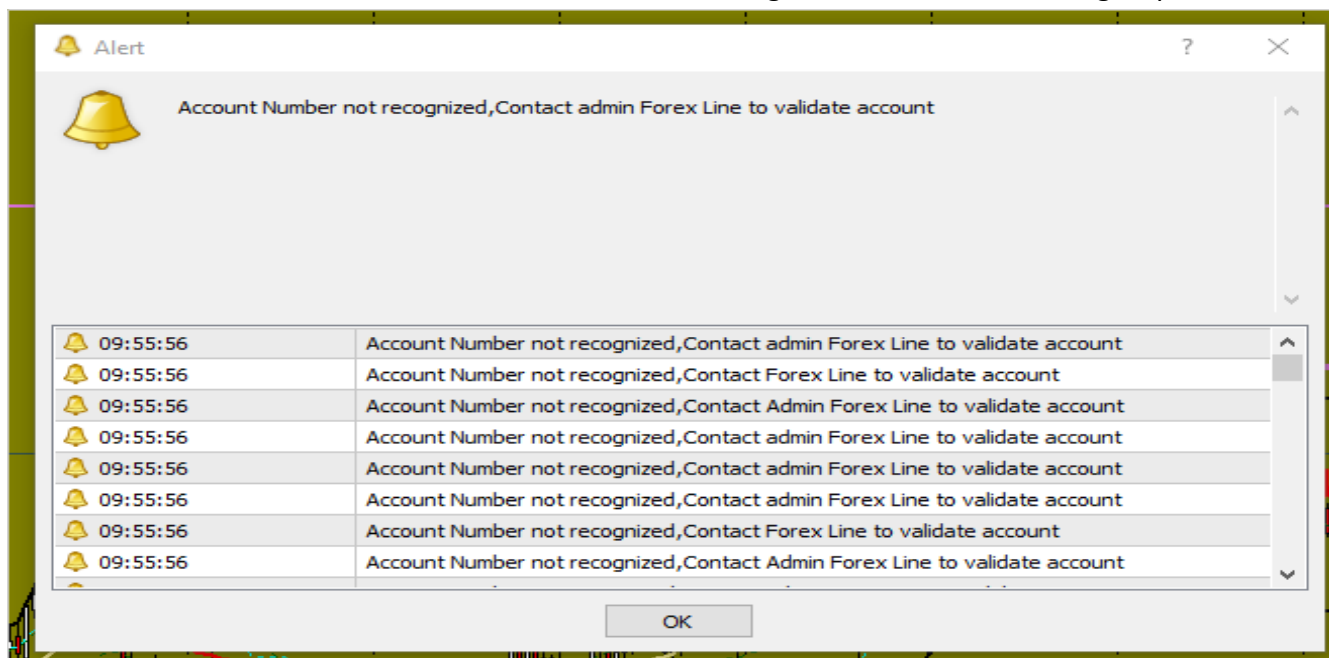 Alert
?
Account Number not recognized,Contact admin Forex Line to validate account
09:55:56 Account Number not recognized,Contact admin Forex Line to validate account
09:55:56 Account Number not recognized,Contact Forex Line to validate account
09:55:56 Account Number not recognized,Contact Admin Forex Line to validate account
09:55:56 Account Number not recognized,Contact admin Forex Line to validate account
09:55:56 Account Number not recognized,Contact admin Forex Line to validate account
09:55:56 Account Number not recognized,Contact admin Forex Line to validate account
09:55:56 Account Number not recognized,Contact Forex Line to validate account
09:55:56 Account Number not recognized,Contact Admin Forex Line to validate account
OK